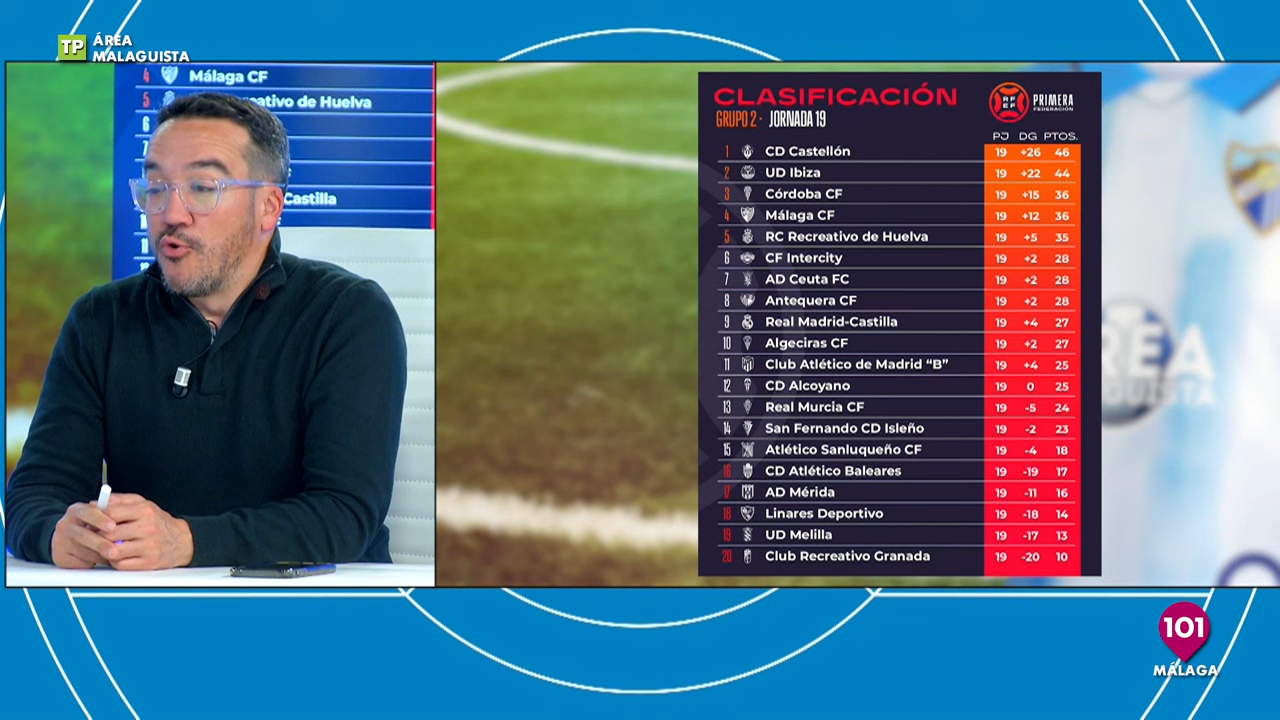 TP ÁREA
MALAGUISTA
4 Málaga CF
5 creativo de Huelva
6
7
Castilla
11
CLASIFICACIÓN
GRUPO 2 · JORNADA 19
RF
EF
PRIMERA
FEDERACIÓN
PJ DG PTOS.
1 CD Castellón 19 +26 46
2 UD Ibiza 19 +22 44
3 Córdoba CF 19 +15 36
4 Málaga CF 19 +12 36
5 RC Recreativo de Huelva 19 +5 35
6 CF Intercity 19 +2 28
7 AD Ceuta FC 19 +2 28
8 Antequera CF 19 +2 28
9 Real Madrid-Castilla 19 +4 27
10 Algeciras CF 19 +2 27
11 Club Atlético de Madrid “B” 19 +4 25
12 CD Alcoyano 19 0 25
13 Real Murcia CF 19 -5 24
14 San Fernando CD Isleño 19 -2 23
15 Atlético Sanluqueño CF 19 -4 18
16 CD Atlético Baleares 19 -19 17
17 AD Mérida 19 -11 16
18 Linares Deportivo 19 -18 14
19 UD Melilla 19 -17 13
20 Club Recreativo Granada 19 -20 10
REA
GUISTA
101
MÁLAGA